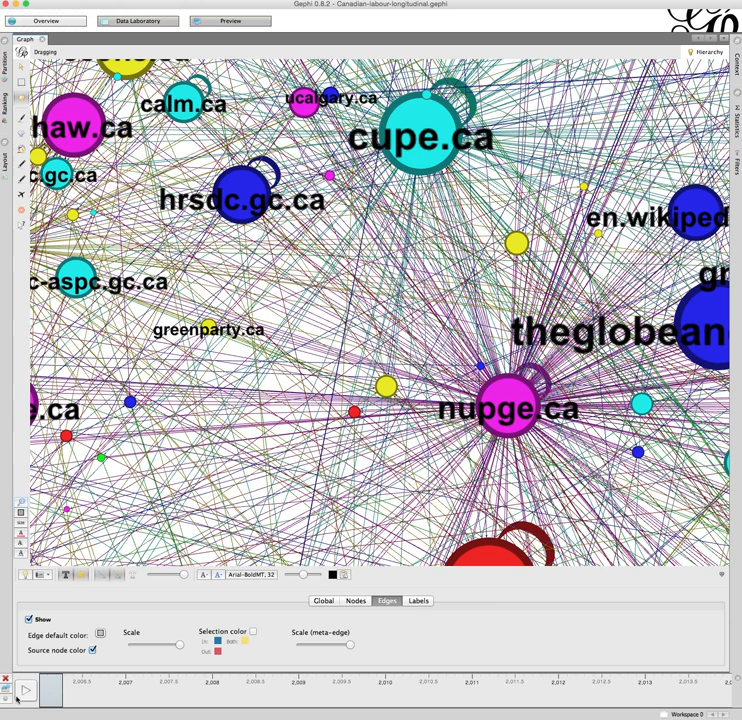 Gephi 0.8.2 - Canadian-labour-longitudinal.gephi
Overview
Data Laboratory
Preview
Graph
Dragging
Hierarchy
Partition
Ranking
Layout
Context
Statistics
Filters
calm.ca
ucalgary.ca
haw.ca
cupe.ca
c.gc.ca
hrsdc.gc.ca
en.wikiped
gr
c-aspc.gc.ca
greenparty.ca
theglobean
e.ca
nupge.ca
Arial-BoldMT, 32
Global Nodes Edges Labels
Show
Edge default color:
Source node color
Scale
Selection color
In: Both:
Out:
Scale (meta-edge)
2,006.5 2,007 2,007.5 2,008 2,008.5 2,009 2,009.5 2,010 2,010.5 2,011 2,011.5 2,012 2,012.5 2,013 2,013.5
Workspace 0